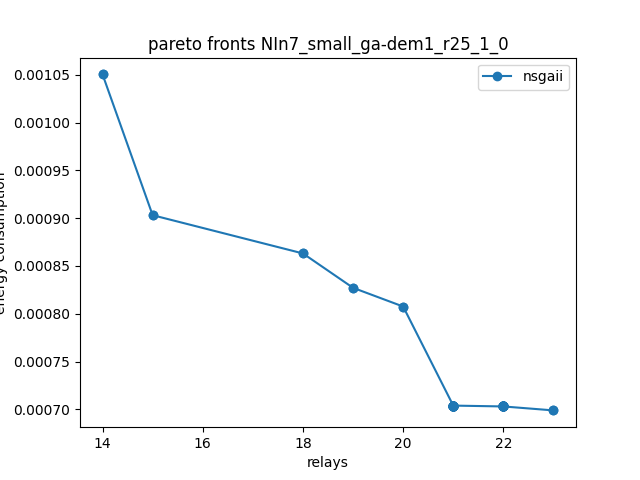 pareto fronts NIn7_small_ga-dem1_r25_1_0
nsgaii
0.00105
0.00100
0.00095
0.00090
0.00085
0.00080
0.00075
0.00070
energy consumption
14 16 18 20 22
relays